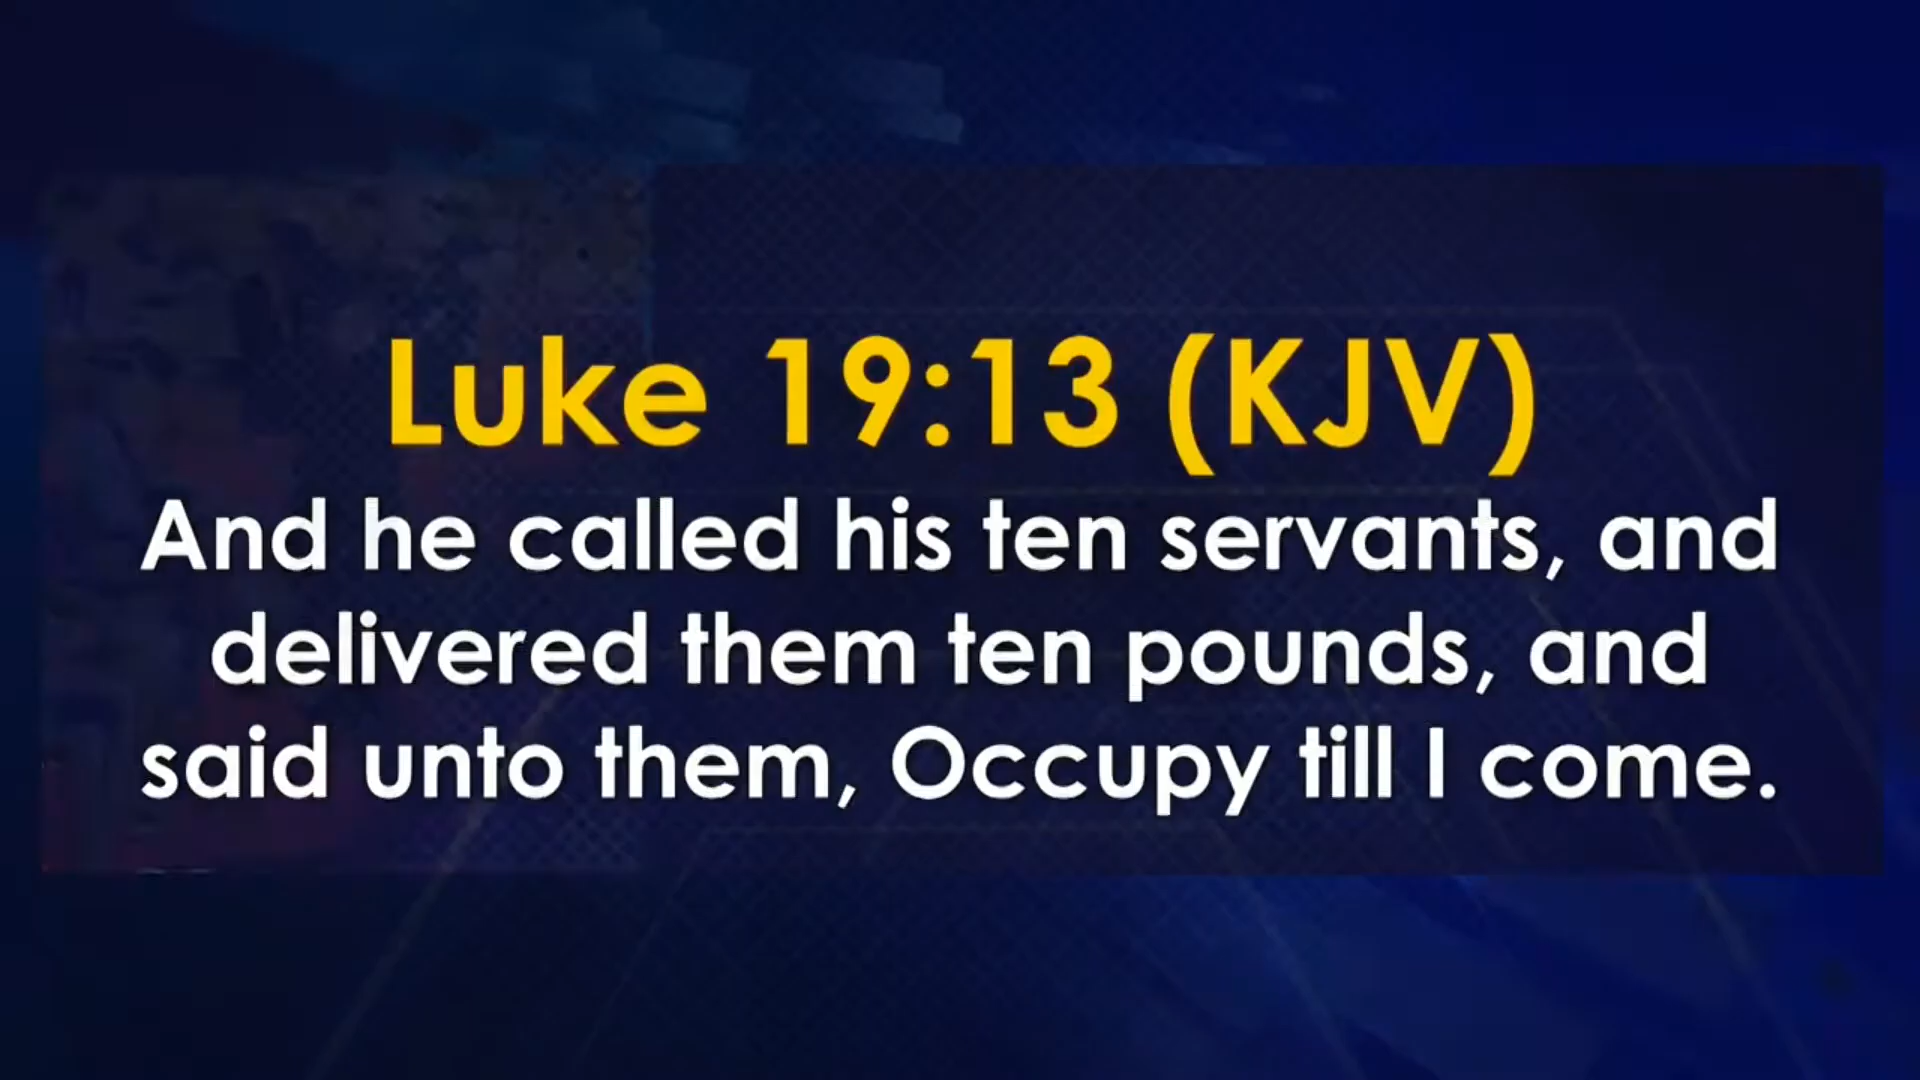 Luke 19:13 (KJV)
And he called his ten servants, and
delivered them ten pounds, and
said unto them, Occupy till I come.